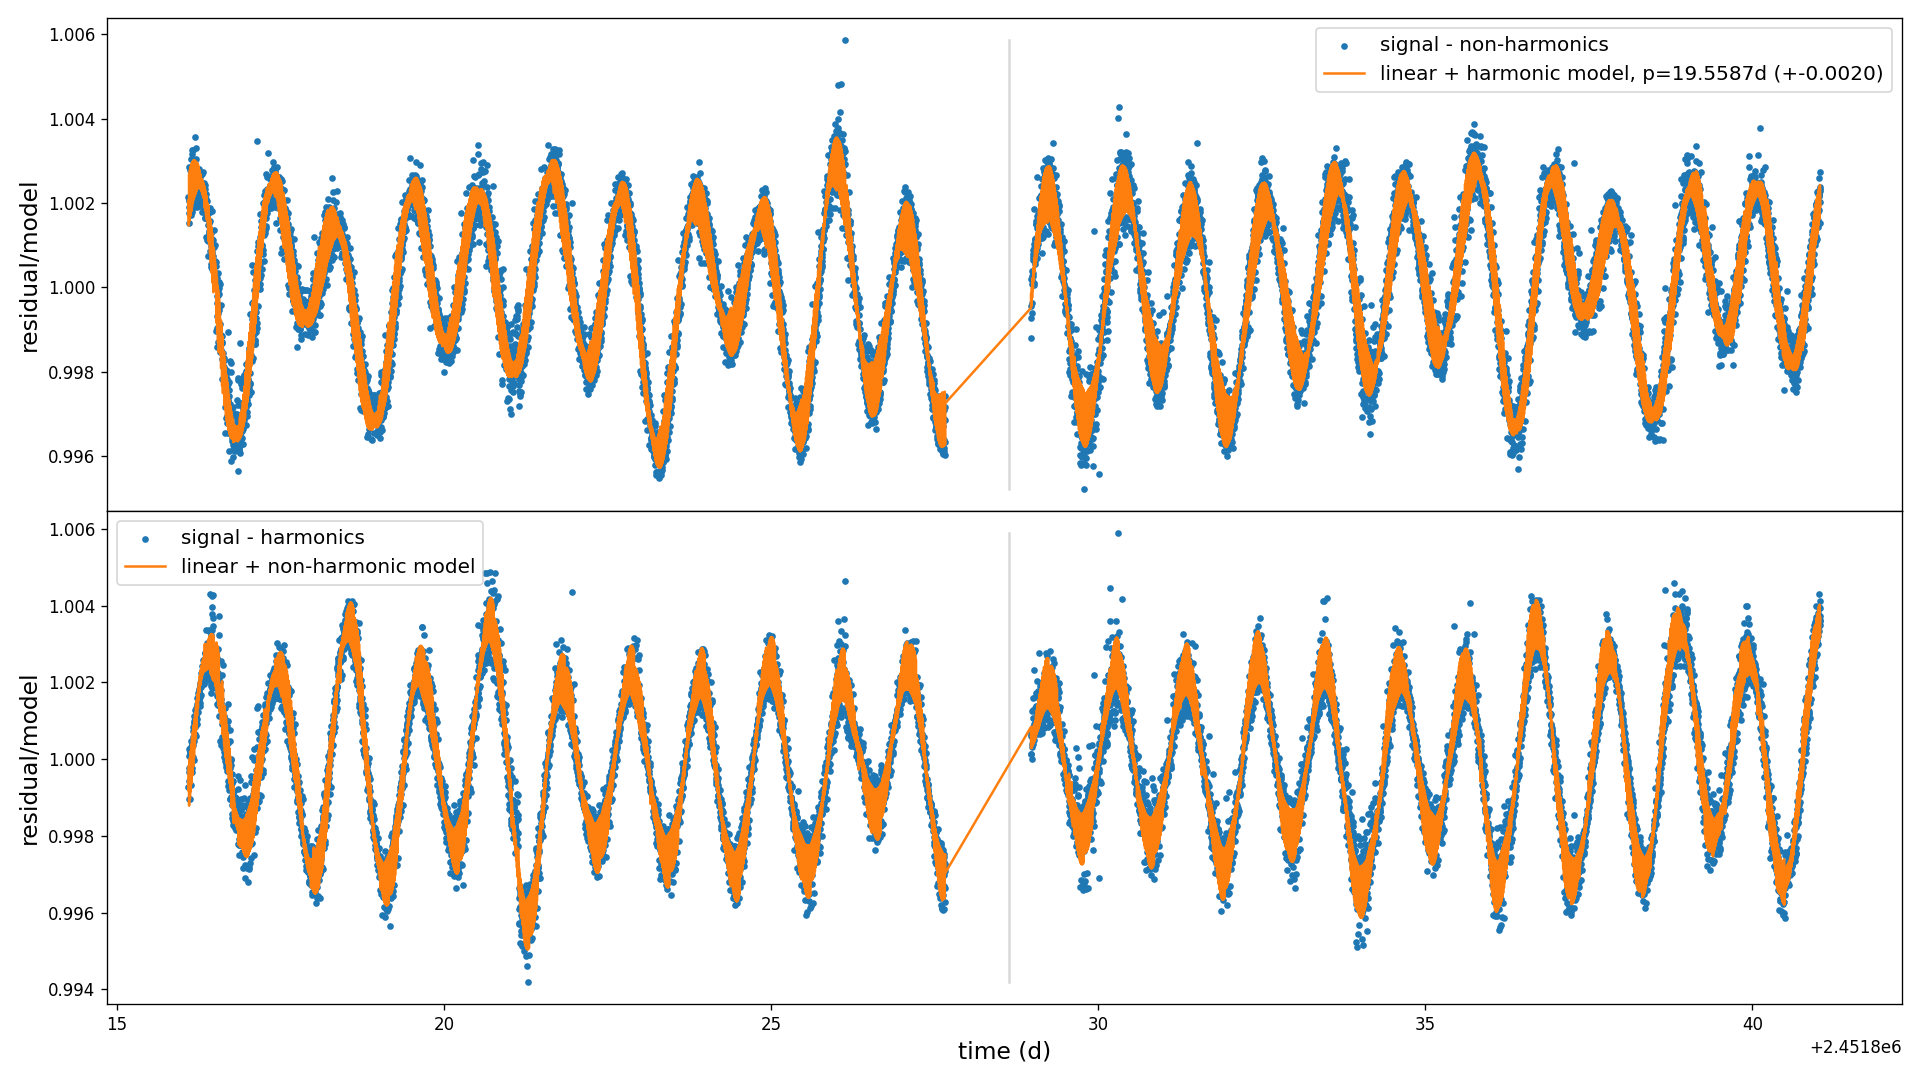 1.006
1.004
1.002
1.000
0.998
0.996
residual/model
signal - non-harmonics
linear + harmonic model, p=19.5587d (+-0.0020)
1.006
1.004
1.002
1.000
0.998
0.996
0.994
residual/model
signal - harmonics
linear + non-harmonic model
15 20 25 30 35 40
time (d)
+2.4518e6